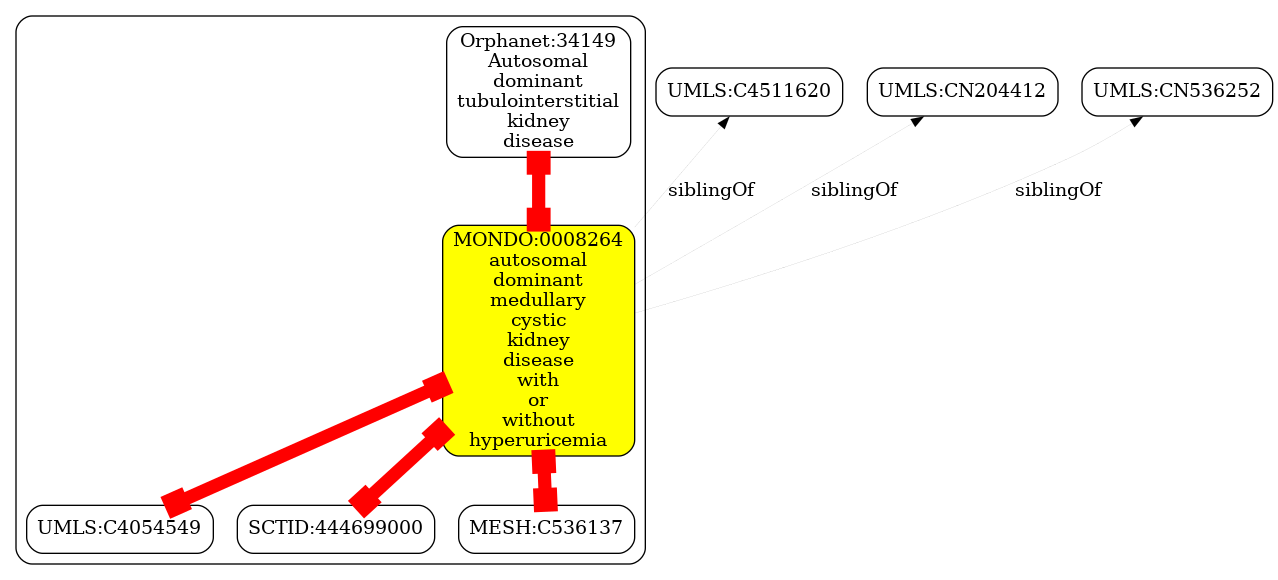 Orphanet:34149
Autosomal
dominant
tubulointerstitial
kidney
disease
UMLS:C4511620
UMLS:CN204412
UMLS:CN536252
siblingOf
siblingOf
siblingOf
MONDO:0008264
autosomal
dominant
medullary
cystic
kidney
disease
with
or
without
hyperuricemia
UMLS:C4054549
SCTID:444699000
MESH:C536137